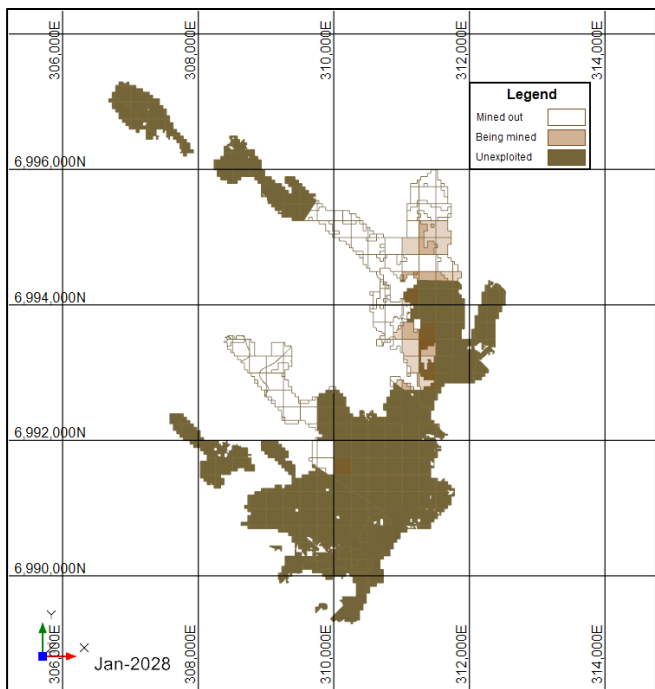 306,000E
308,000E
310,000E
312,000E
314,000E
Legend
Mined out
Being mined
Unexploited
6,996,000N
6,994,000N
6,992,000N
6,990,000N
Y
X
Jan-2028
306,000E
308,000E
310,000E
312,000E
314,000E